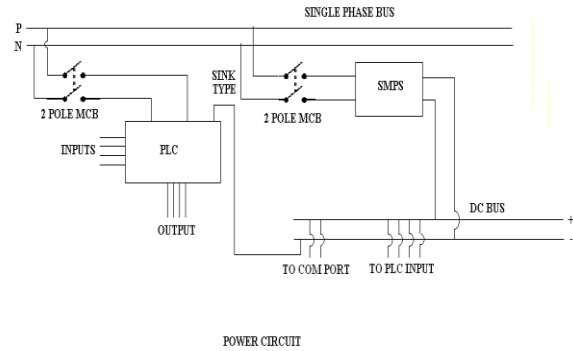 SINGLE PHASE BUS
P
N
SINK
TYPE
SMPS
2 POLE MCB
2 POLE MCB
INPUTS
PLC
DC BUS
+
-
OUTPUT
TO COM PORT
TO PLC INPUT
POWER CIRCUIT